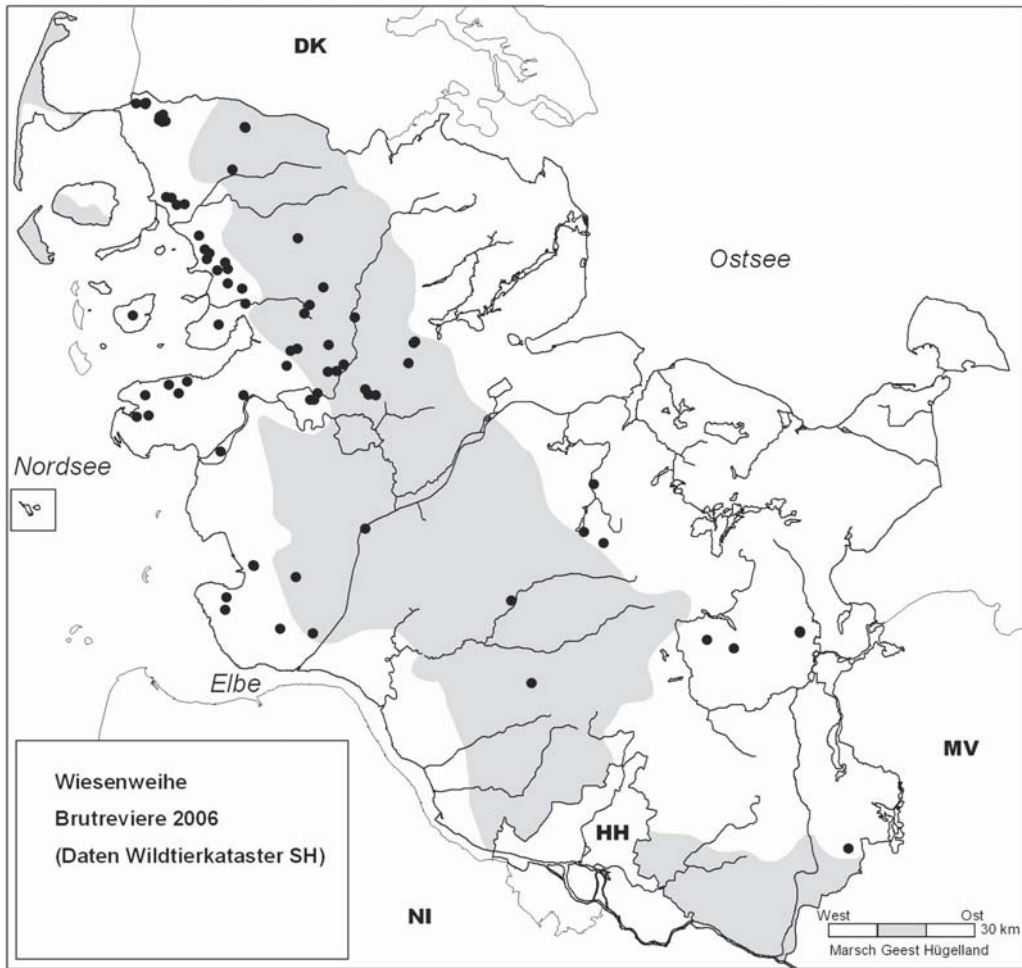 DK
Ostsee
Nordsee
Elbe
MV
HH
NI
Wiesenweihe
Brutreviere 2006
(Daten Wildtierkataster SH)
West Ost
30 km
Marsch Geest Hügelland